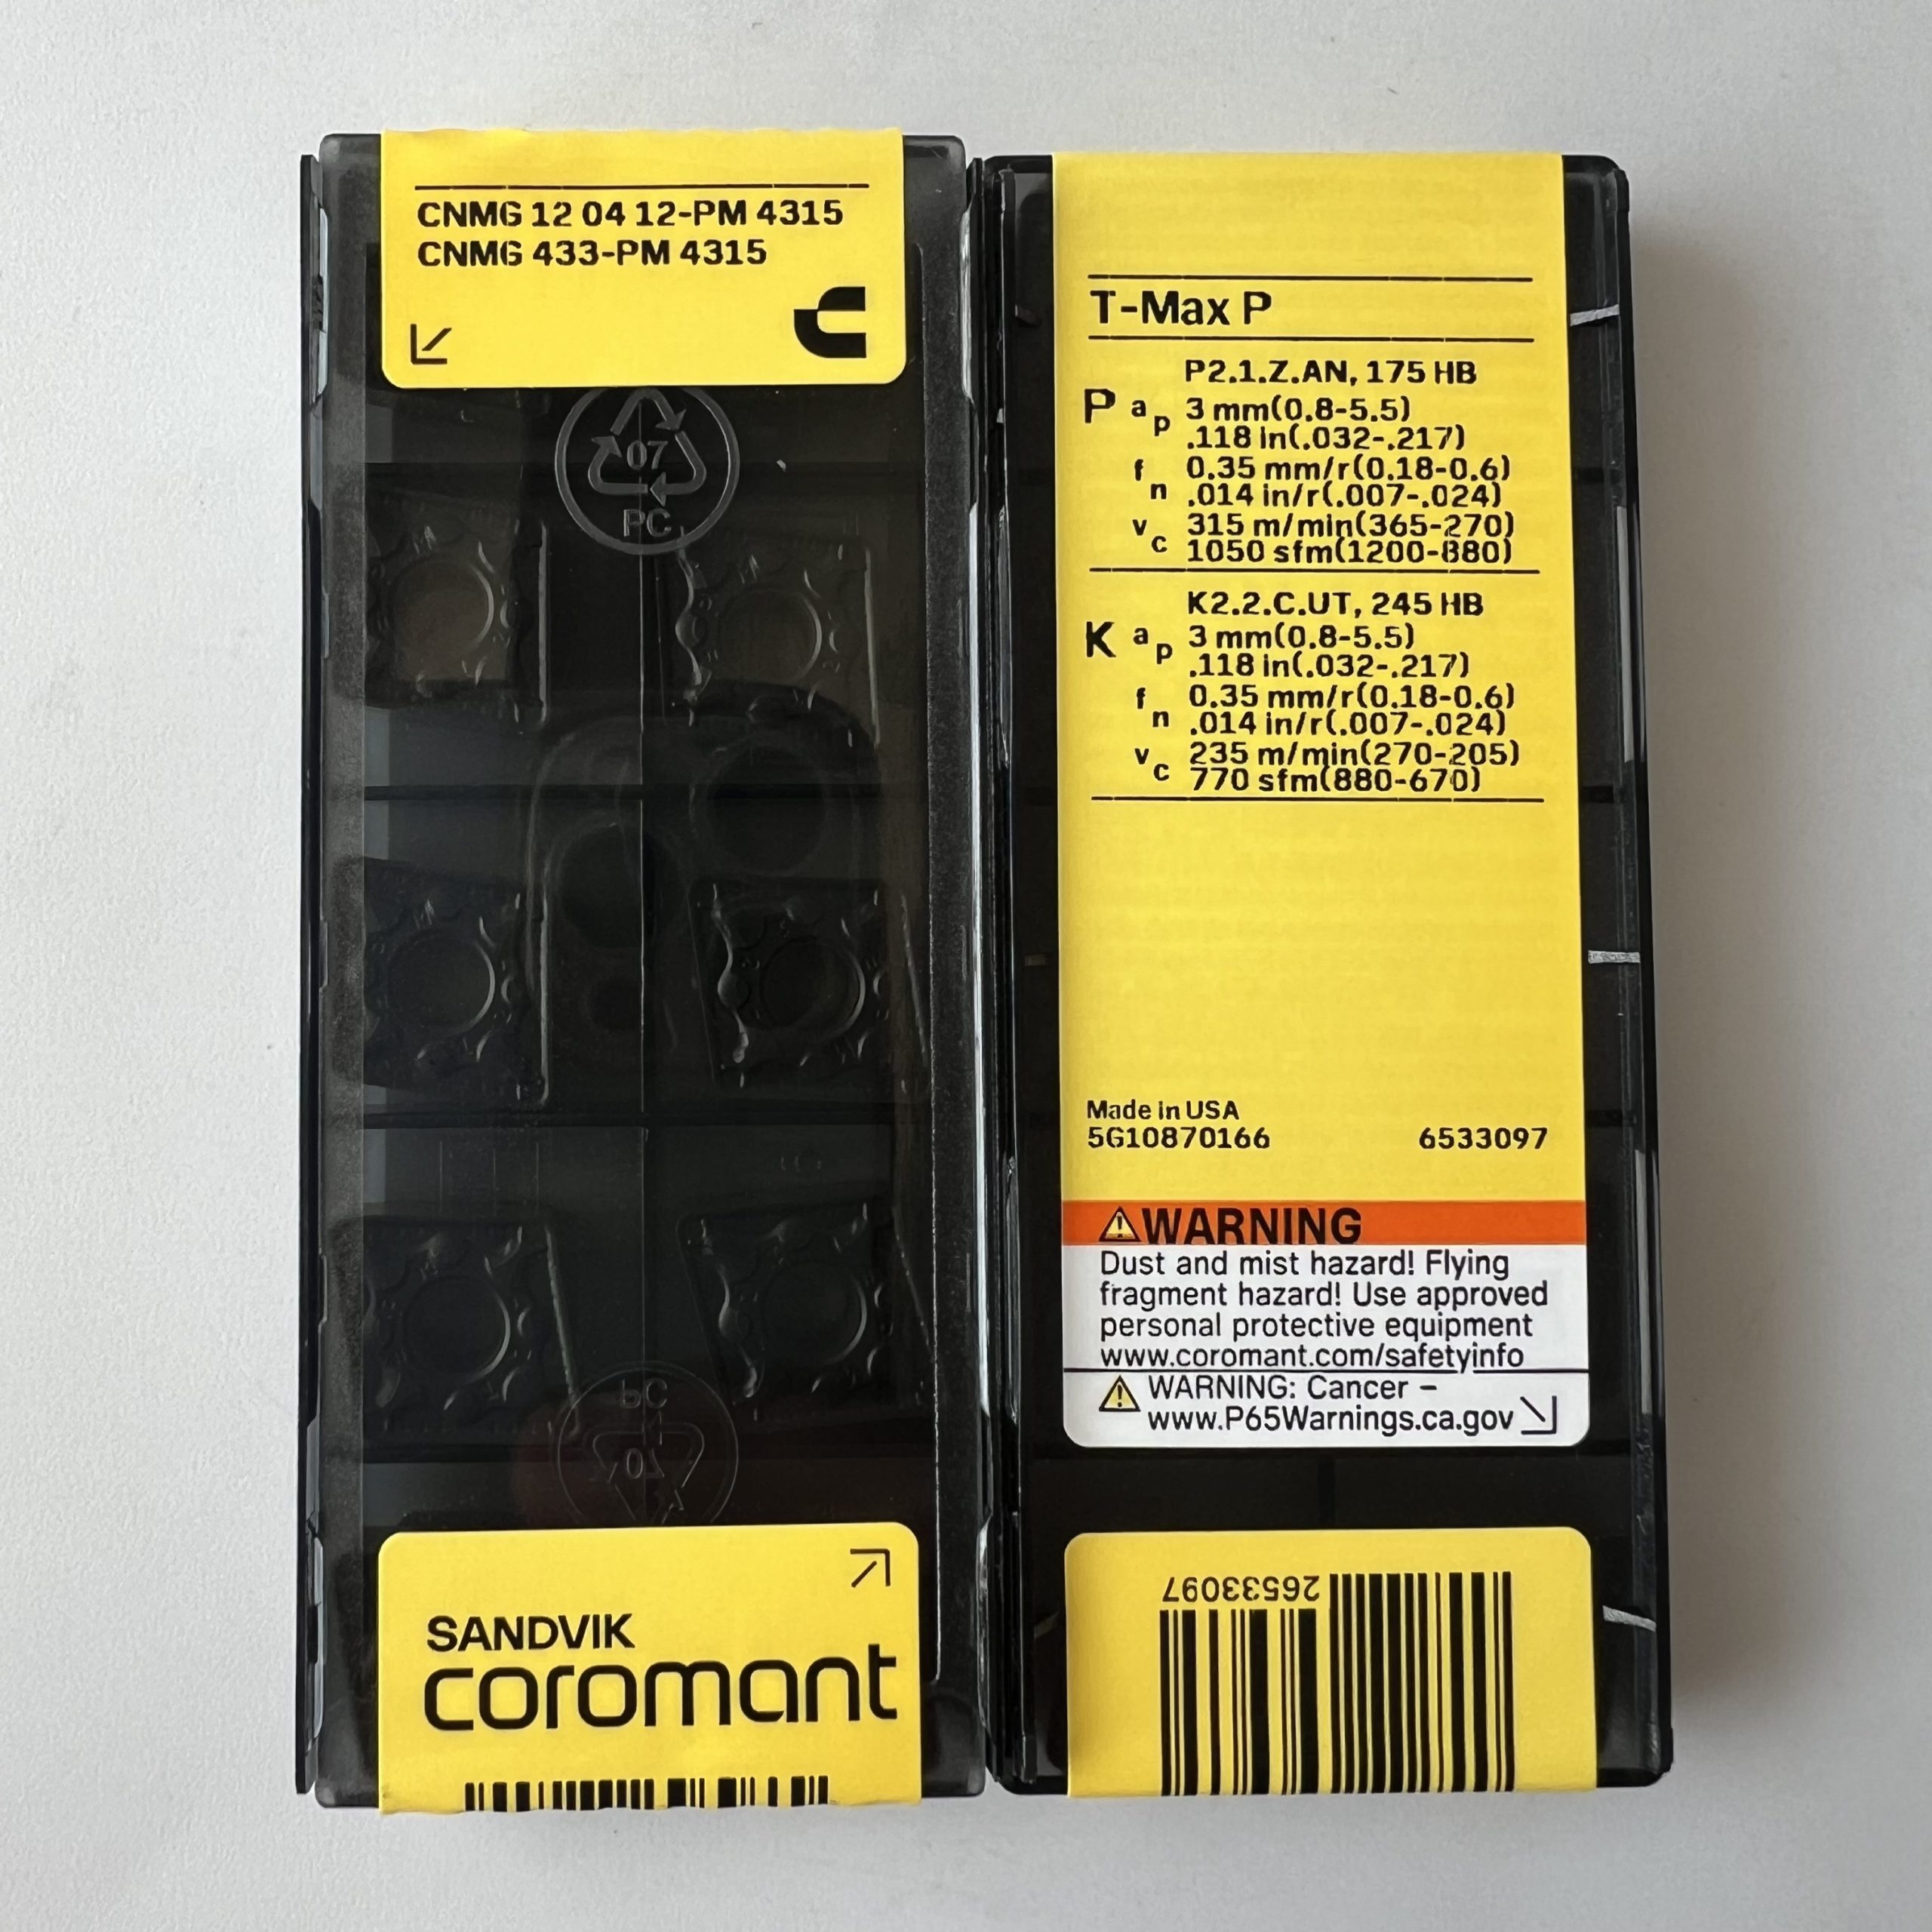 CNMG 12 04 12-PM 4315
CNMG 433-PM 4315
07
PC
PC
07
SANDVIK
coromant
T-Max P
P2.1.Z.AN, 175 HB
P ap 3 mm(0.8-5.5)
.118 in(.032-.217)
fn 0.35 mm/r(0.18-0.6)
.014 in/r(.007-.024)
vc 315 m/min(365-270)
1050 sfm(1200-880)
K2.2.C.UT, 245 HB
K ap 3 mm(0.8-5.5)
.118 in(.032-.217)
fn 0.35 mm/r(0.18-0.6)
.014 in/r(.007-.024)
vc 235 m/min(270-205)
770 sfm(880-670)
Made in USA
5G10870166 6533097
WARNING
Dust and mist hazard! Flying
fragment hazard! Use approved
personal protective equipment
www.coromant.com/safetyinfo
WARNING: Cancer –
www.P65Warnings.ca.gov
26533097